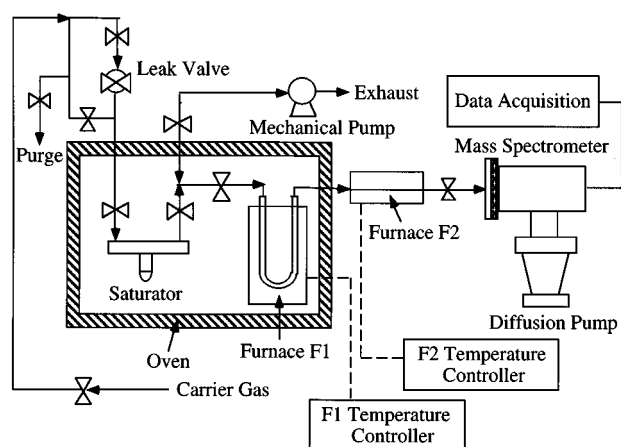 Leak Valve
Exhaust
Mechanical Pump
Purge
Data Acquisition
Mass Spectrometer
Furnace F2
Saturator
Diffusion Pump
Oven
Furnace F1
F2 Temperature
Controller
Carrier Gas
F1 Temperature
Controller